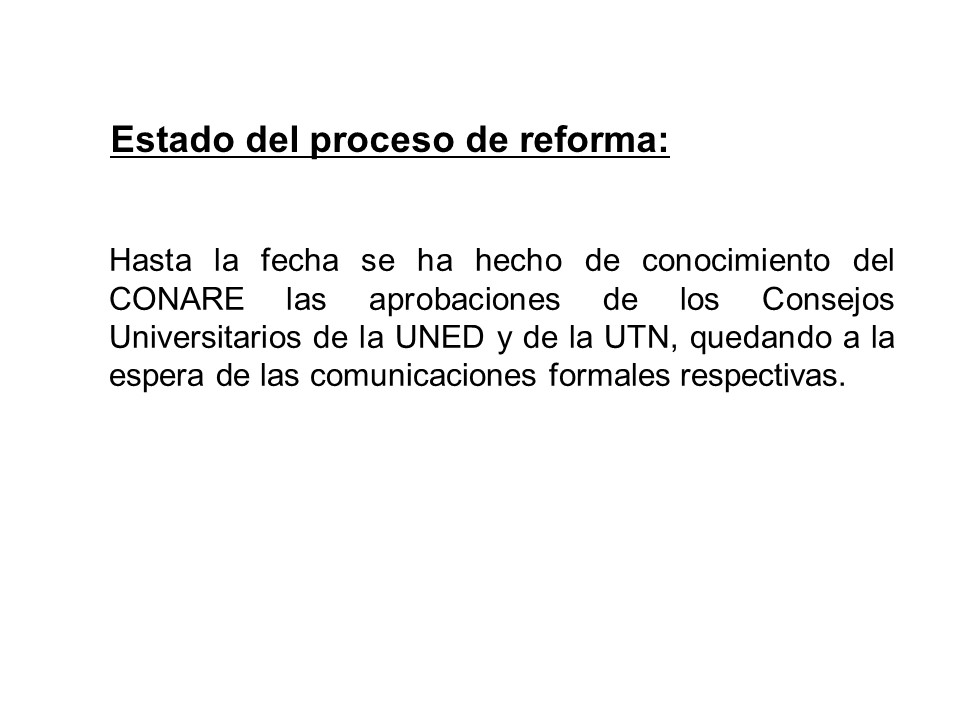 Estado del proceso de reforma:
Hasta la fecha se ha hecho de conocimiento del
CONARE las aprobaciones de los Consejos
Universitarios de la UNED y de la UTN, quedando a la
espera de las comunicaciones formales respectivas.